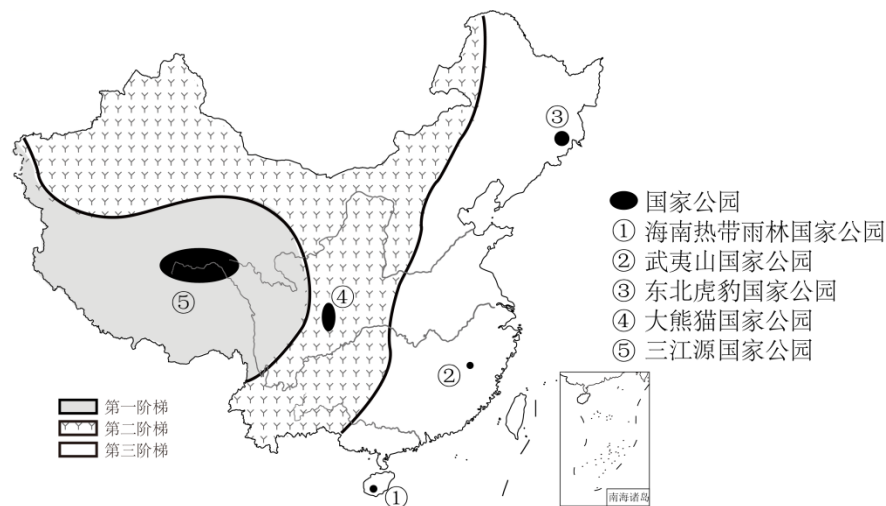 ③
⑤
④
②
①
国家公园
① 海南热带雨林国家公园
② 武夷山国家公园
③ 东北虎豹国家公园
④ 大熊猫国家公园
⑤ 三江源国家公园
第一阶梯
第二阶梯
第三阶梯
南海诸岛